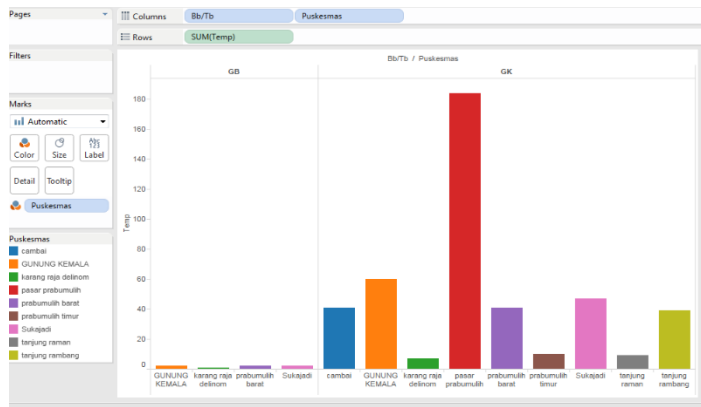 Pages
Columns Bb/Tb Puskesmas
Rows SUM(Temp)
Filters
Marks
Automatic
Color Size Label
Detail Tooltip
Puskesmas
Puskesmas
cambai
GUNUNG KEMALA
karang raja delinom
pasar prabumulih
prabumulih barat
prabumulih timur
Sukajadi
tanjung raman
tanjung rambang
Bb/Tb / Puskesmas
GB GK
180
160
140
120
100
80
60
40
20
0
Temp
GUNUNG karang raja prabumulih Sukajadi cambai GUNUNG karang raja pasar prabumulih prabumulih Sukajadi tanjung tanjung
KEMALA delinom barat KEMALA delinom prabumulih barat timur raman rambang